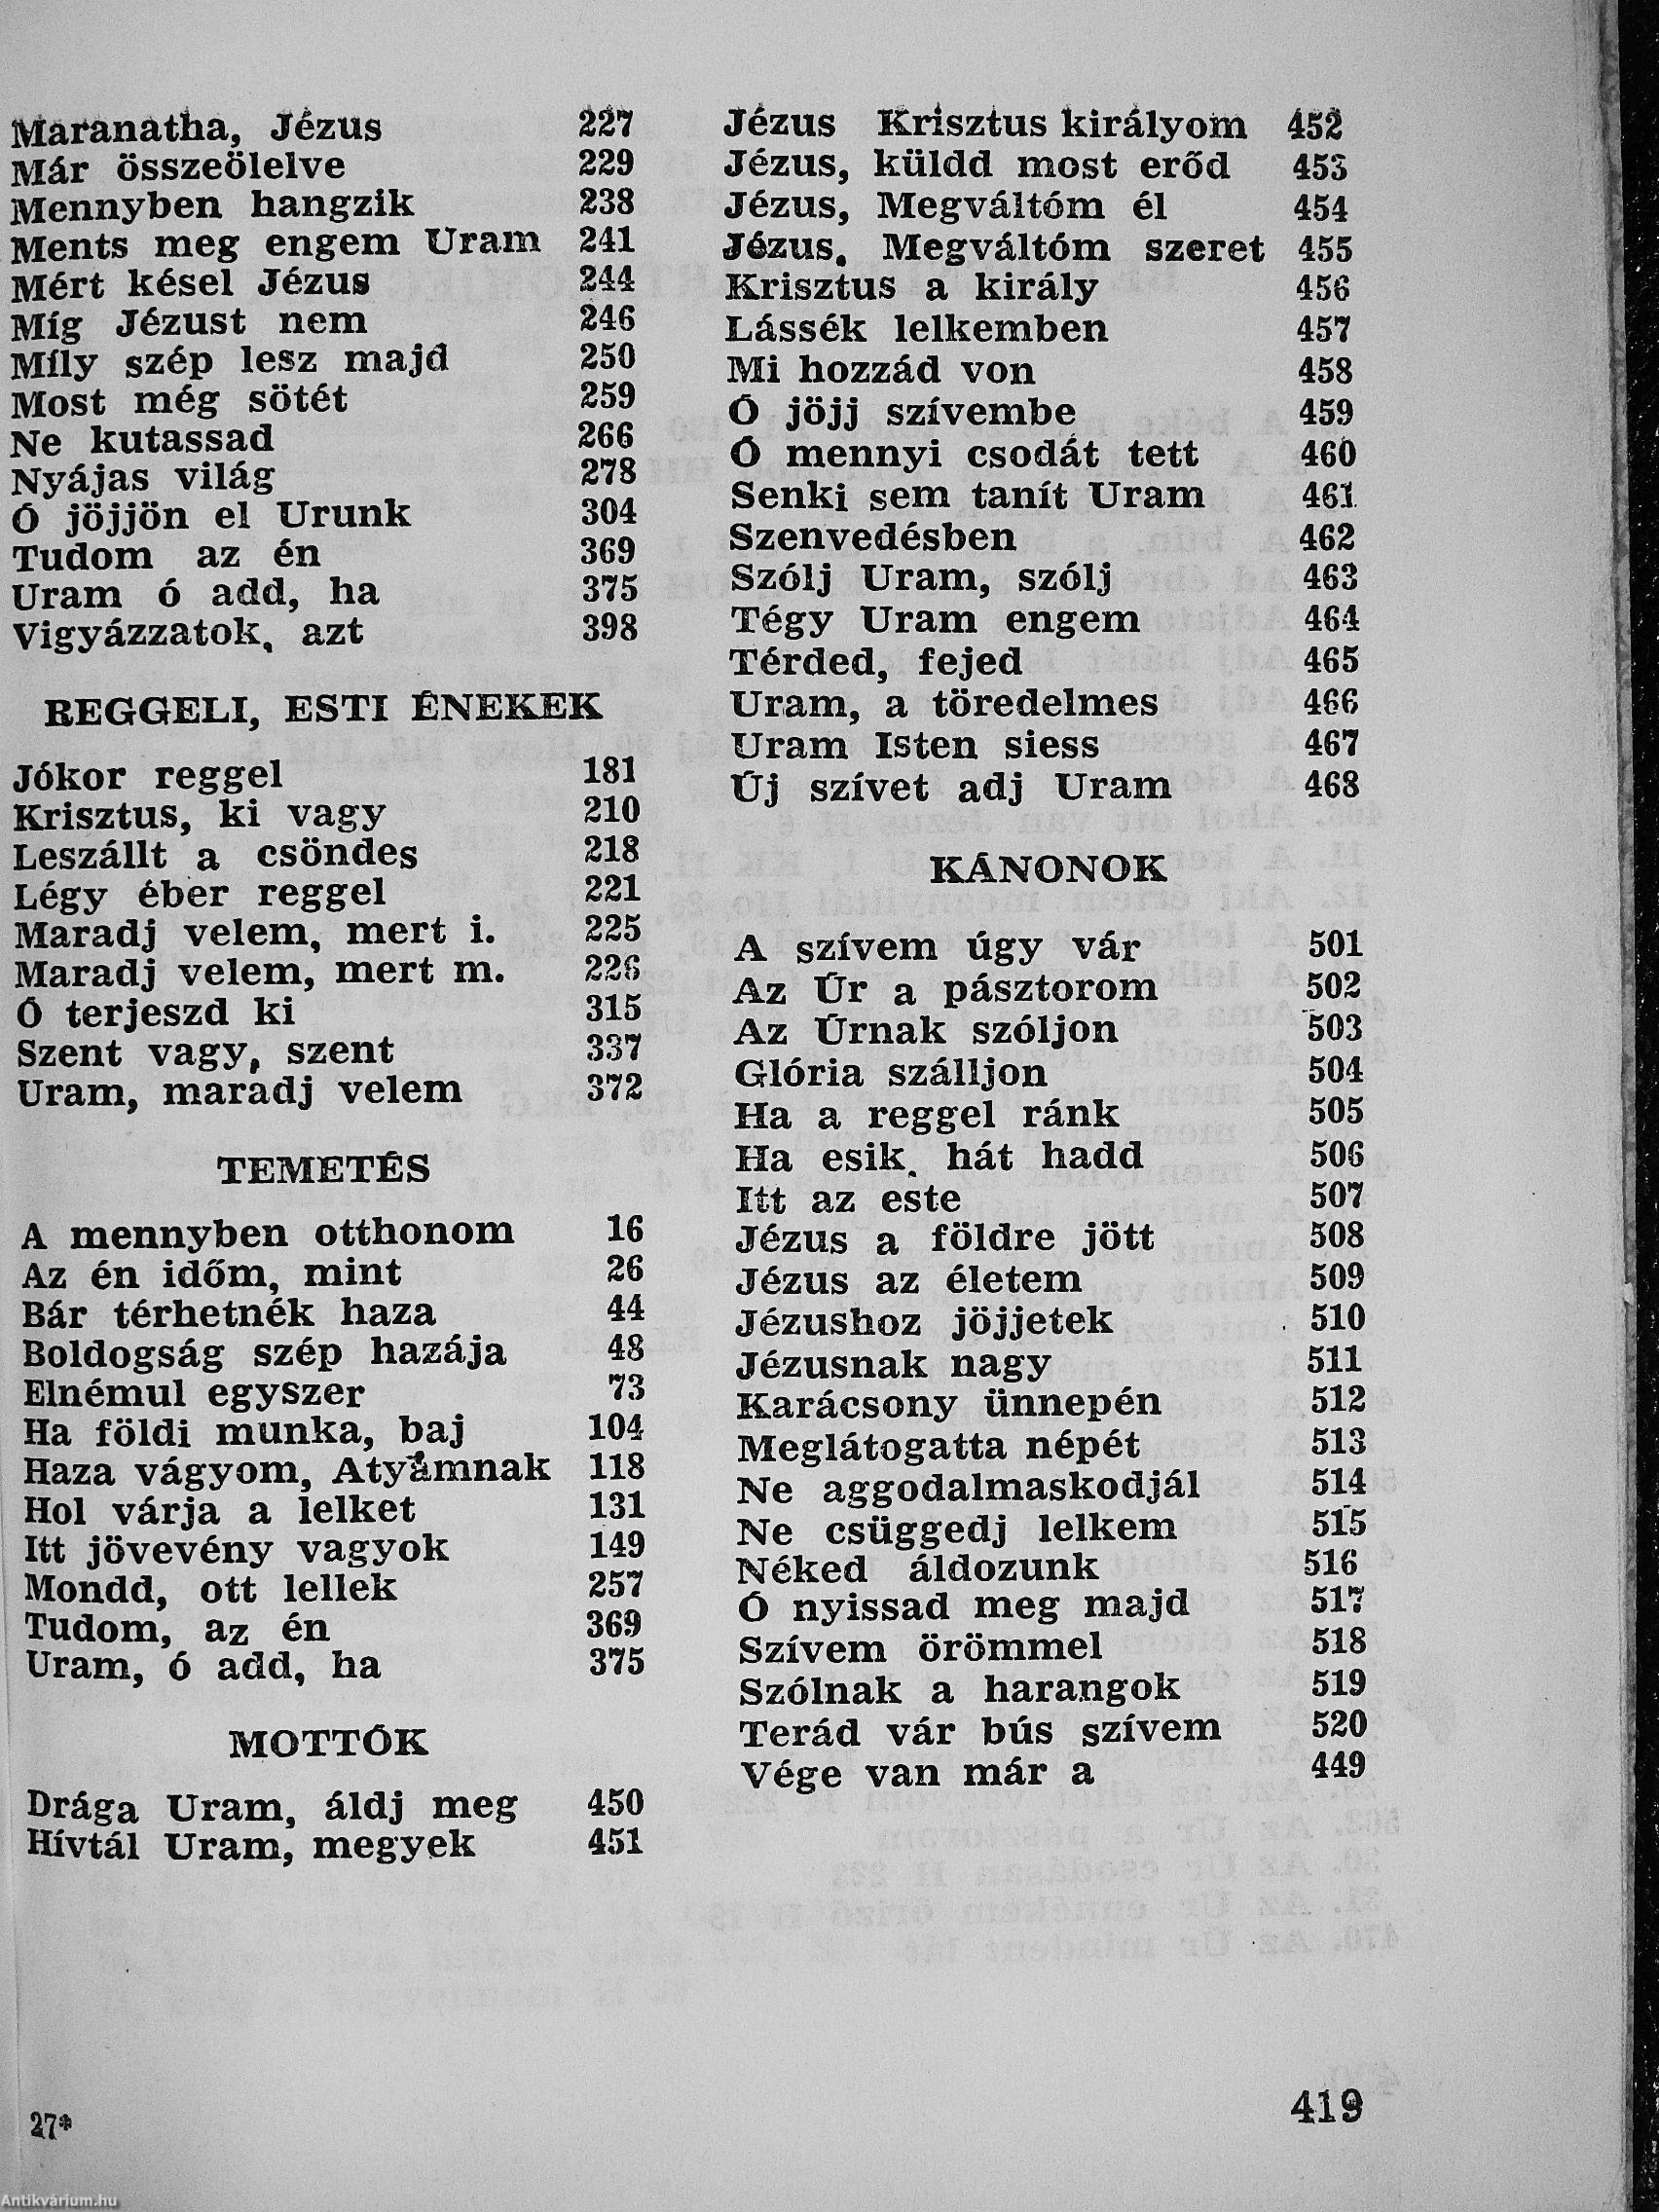 Maranatha, Jézus 227
Már összeölelve 229
Mennyben hangzik 238
Ments meg engem Uram 241
Mért késel Jézus 244
Míg Jézust nem 246
Míly szép lesz majd 250
Most még sötét 259
Ne kutassad 266
Nyájas világ 278
Ó jöjjön el Urunk 304
Tudom az én 369
Uram ó add, ha 375
Vigyázzatok, azt 398
REGGELI, ESTI ÉNEKEK
Jókor reggel 181
Krisztus, ki vagy 210
Leszállt a csöndes 218
Légy éber reggel 221
Maradj velem, mert i. 225
Maradj velem, mert m. 226
Ó terjeszd ki 315
Szent vagy, szent 337
Uram, maradj velem 372
TEMETÉS
A mennyben otthonom 16
Az én időm, mint 26
Bár térhetnék haza 44
Boldogság szép hazája 48
Elnémul egyszer 73
Ha földi munka, baj 104
Haza vágyom, Atyámnak 118
Hol várja a lelket 131
Itt jövevény vagyok 149
Mondd, ott lellek 257
Tudom, az én 369
Uram, ó add, ha 375
MOTTÓK
Drága Uram, áldj meg 450
Hívtál Uram, megyek 451
Jézus Krisztus királyom 452
Jézus, küldd most erőd 453
Jézus, Megváltóm él 454
Jézus, Megváltóm szeret 455
Krisztus a király 456
Lássék lelkemben 457
Mi hozzád von 458
Ó jöjj szívembe 459
Ó mennyi csodát tett 460
Senki sem tanít Uram 461
Szenvedésben 462
Szólj Uram, szólj 463
Tégy Uram engem 464
Térded, fejed 465
Uram, a töredelmes 466
Uram Isten siess 467
Új szívet adj Uram 468
KÁNONOK
A szívem úgy vár 501
Az Úr a pásztorom 502
Az Úrnak szóljon 503
Glória szálljon 504
Ha a reggel ránk 505
Ha esik, hát hadd 506
Itt az este 507
Jézus a földre jött 508
Jézus az életem 509
Jézushoz jöjjetek 510
Jézusnak nagy 511
Karácsony ünnepén 512
Meglátogatta népét 513
Ne aggodalmaskodjál 514
Ne csüggedj lelkem 515
Néked áldozunk 516
Ó nyissad meg majd 517
Szívem örömmel 518
Szólnak a harangok 519
Terád vár bús szívem 520
Vége van már a 449
27*
419
Antikvárium.hu